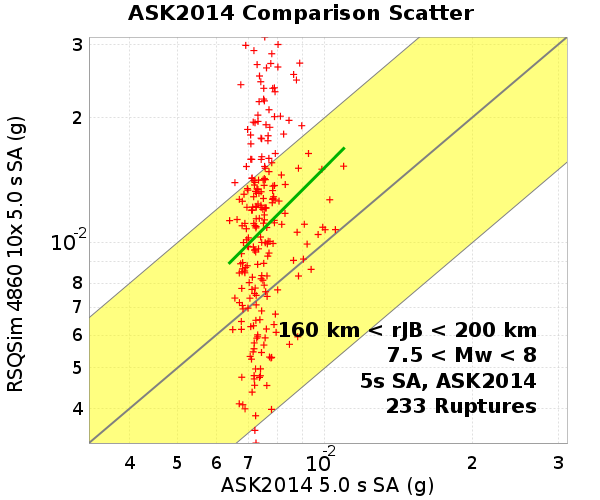 ASK2014 Comparison Scatter
RSQSim 4860 10x 5.0 s SA (g)
3
2
10-2
8
7
6
5
4
160 km < rJB < 200 km
7.5 < Mw < 8
5s SA, ASK2014
233 Ruptures
4 5 6 7 10-2 2 3
ASK2014 5.0 s SA (g)